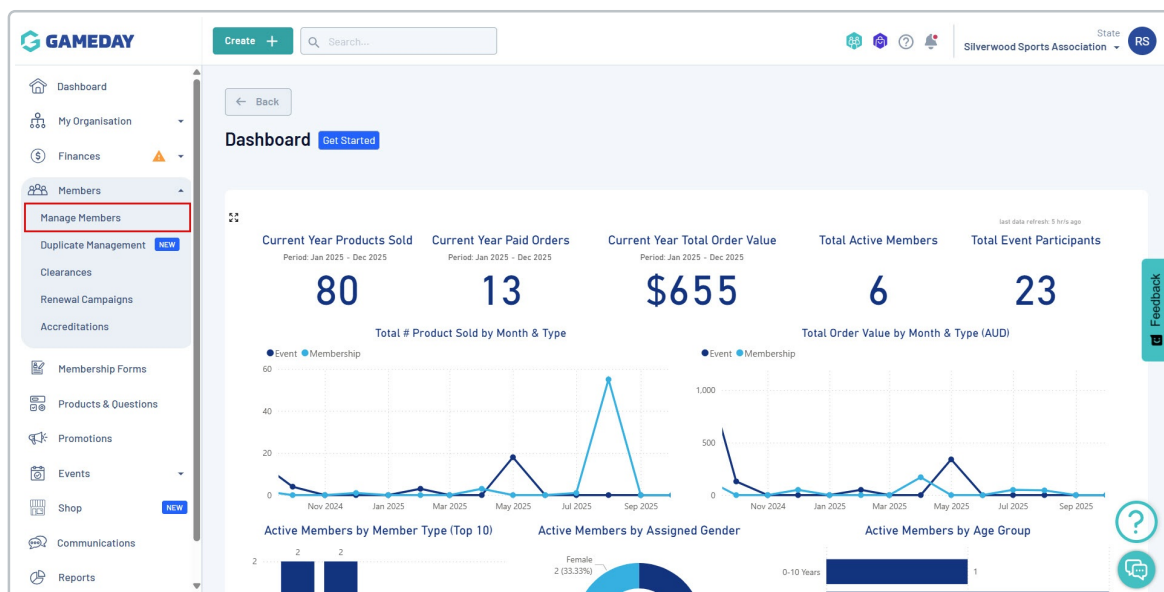 GAMEDAY
Create +
Search...
State
Silverwood Sports Association
RS
Dashboard
My Organisation
Finances
Members
Manage Members
Duplicate Management NEW
Clearances
Renewal Campaigns
Accreditations
Membership Forms
Products & Questions
Promotions
Events
Shop NEW
Communications
Reports
← Back
Dashboard Get Started
last data refresh: 5 hr/s ago
Current Year Products Sold
Period: Jan 2025 - Dec 2025
80
Current Year Paid Orders
Period: Jan 2025 - Dec 2025
13
Current Year Total Order Value
Period: Jan 2025 - Dec 2025
$655
Total Active Members
6
Total Event Participants
23
Total # Product Sold by Month & Type
Event Membership
60
40
20
0
Nov 2024 Jan 2025 Mar 2025 May 2025 Jul 2025 Sep 2025
Total Order Value by Month & Type (AUD)
Event Membership
1,000
500
0
Nov 2024 Jan 2025 Mar 2025 May 2025 Jul 2025 Sep 2025
Active Members by Member Type (Top 10)
2 2
2
Active Members by Assigned Gender
Female
2 (33.33%)
Active Members by Age Group
0-10 Years
1
Feedback
?